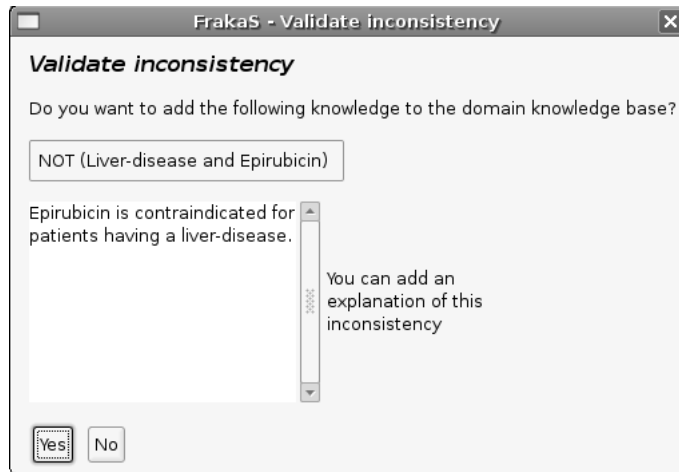 FrakaS - Validate inconsistency
Validate inconsistency
Do you want to add the following knowledge to the domain knowledge base?
NOT (Liver-disease and Epirubicin)
Epirubicin is contraindicated for
patients having a liver-disease.
You can add an
explanation of this
inconsistency
Yes No